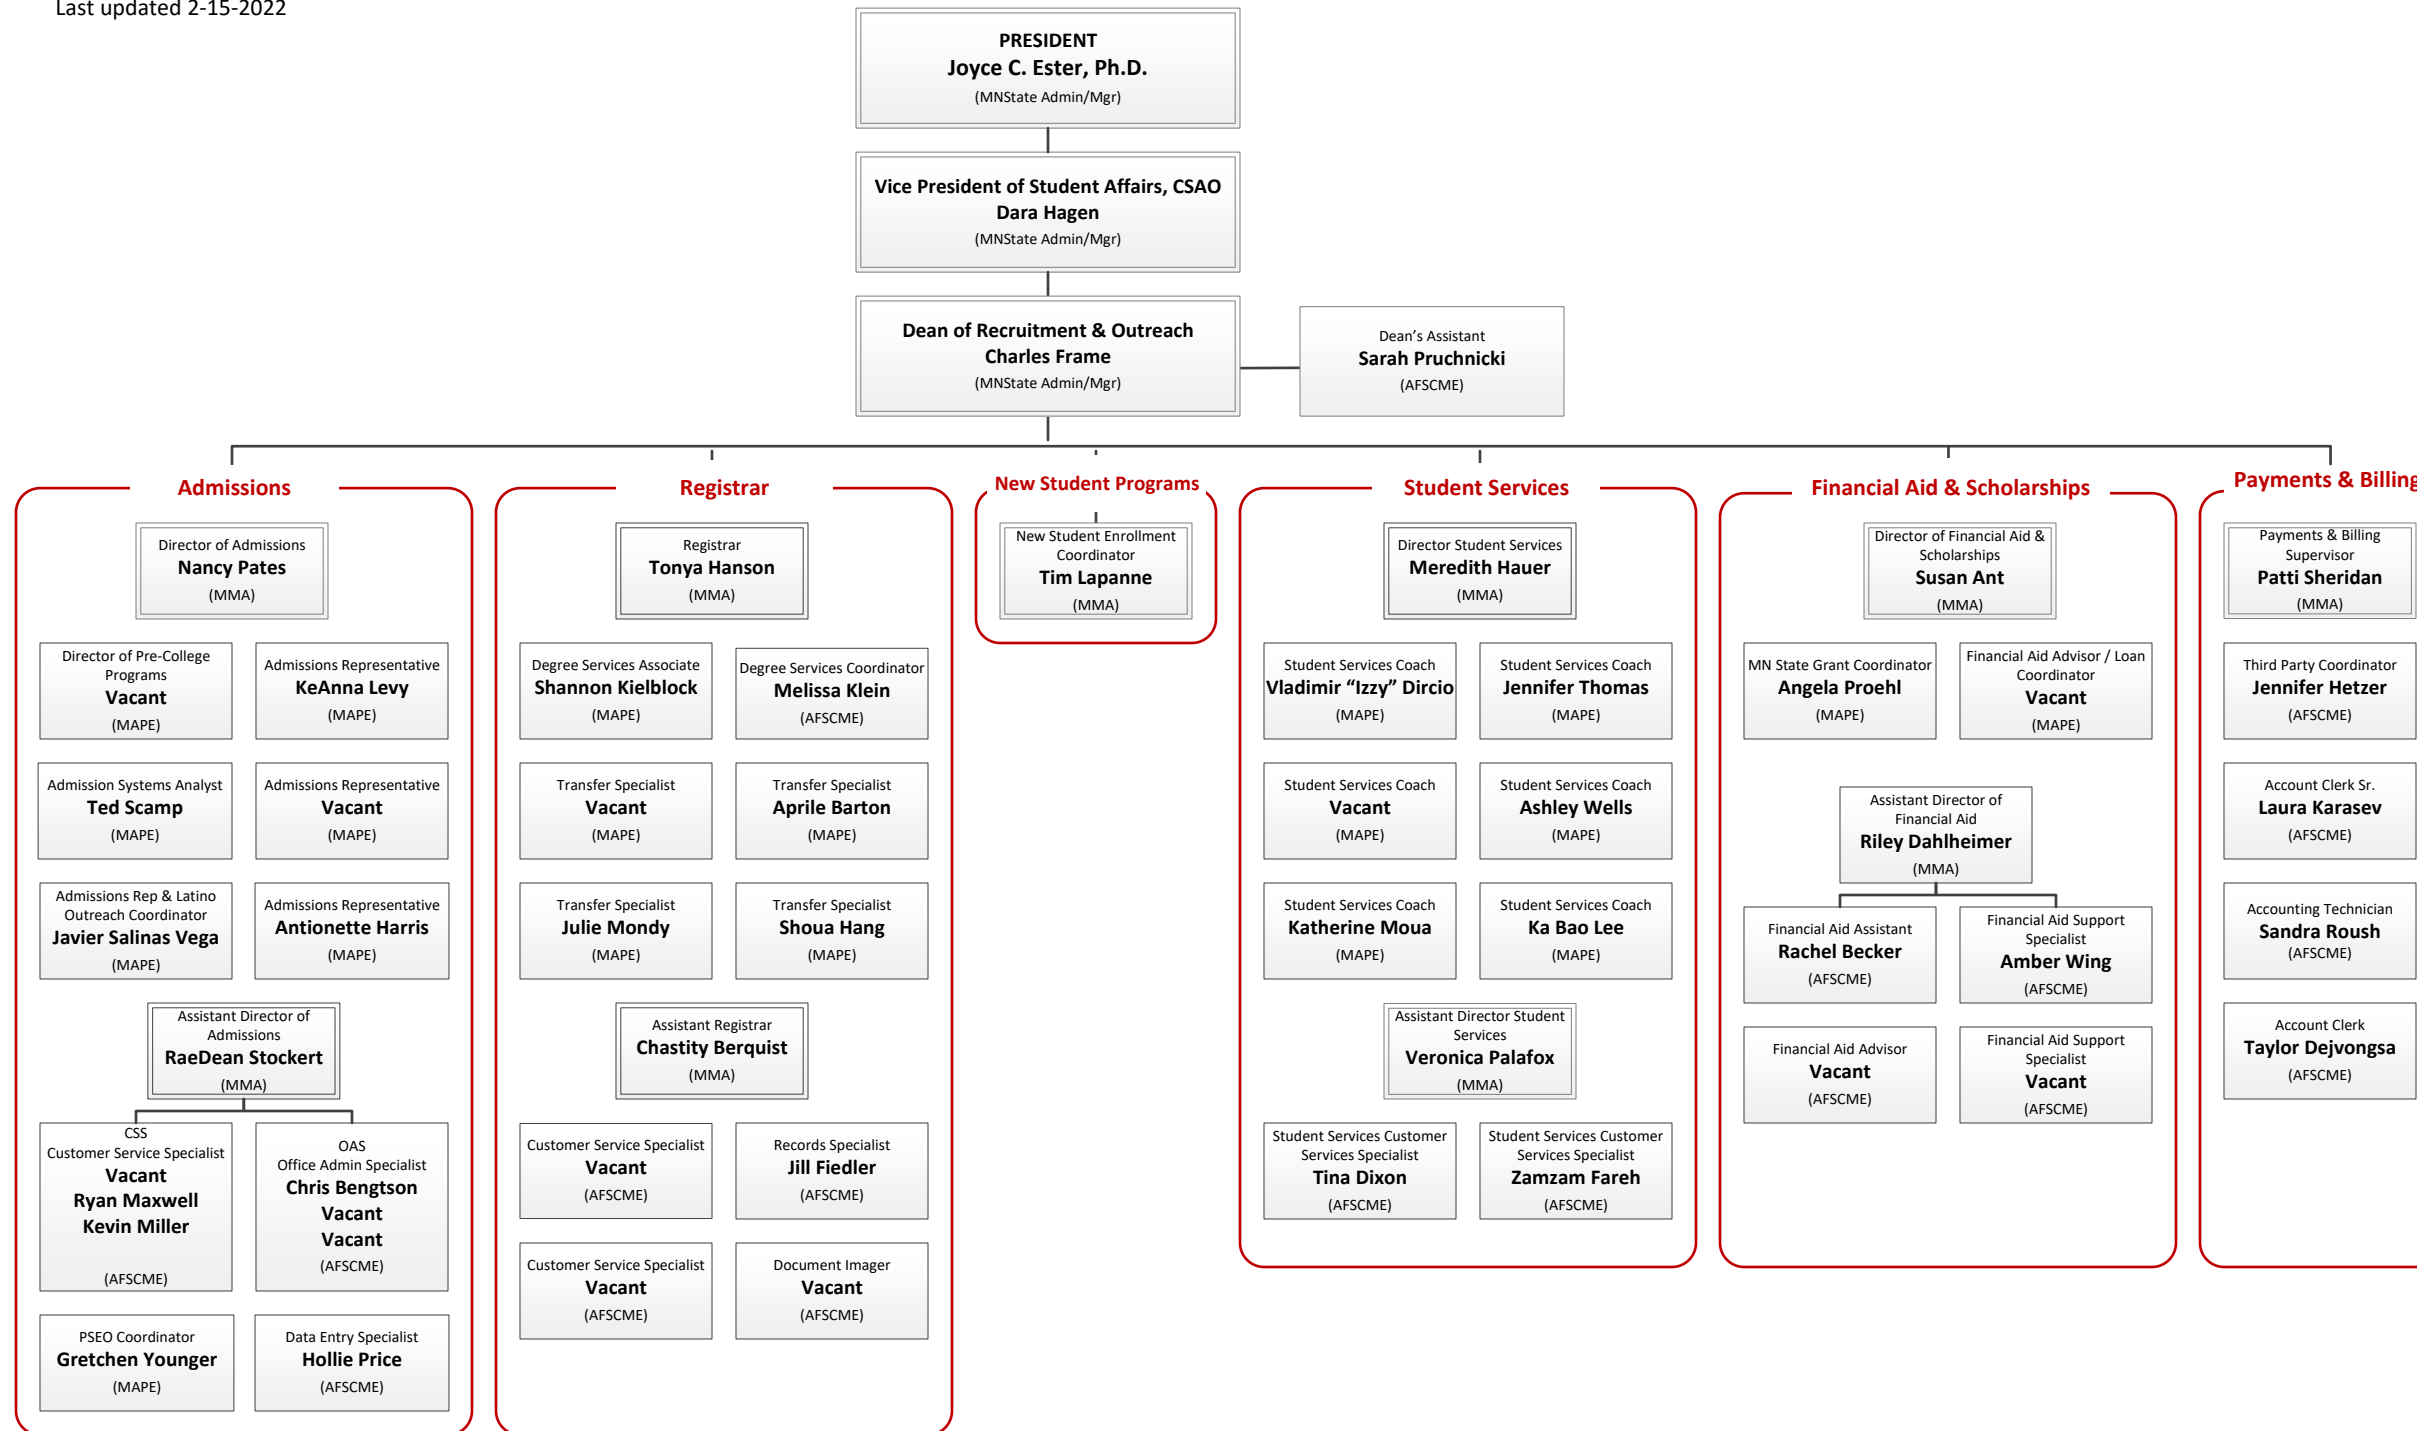 Last updated 2-15-2022
PRESIDENT
Joyce C. Ester, Ph.D.
(MNState Admin/Mgr)
Vice President of Student Affairs, CSAO
Dara Hagen
(MNState Admin/Mgr)
Dean of Recruitment & Outreach
Charles Frame
(MNState Admin/Mgr)
Dean’s Assistant
Sarah Pruchnicki
(AFSCME)
Admissions
Director of Admissions
Nancy Pates
(MMA)
Director of Pre-College
Programs
Vacant
(MAPE)
Admissions Representative
KeAnna Levy
(MAPE)
Admission Systems Analyst
Ted Scamp
(MAPE)
Admissions Representative
Vacant
(MAPE)
Admissions Rep & Latino
Outreach Coordinator
Javier Salinas Vega
(MAPE)
Admissions Representative
Antionette Harris
(MAPE)
Assistant Director of
Admissions
RaeDean Stockert
(MMA)
CSS
Customer Service Specialist
Vacant
Ryan Maxwell
Kevin Miller
(AFSCME)
OAS
Office Admin Specialist
Chris Bengtson
Vacant
Vacant
(AFSCME)
PSEO Coordinator
Gretchen Younger
(MAPE)
Data Entry Specialist
Hollie Price
(AFSCME)
Registrar
Registrar
Tonya Hanson
(MMA)
Degree Services Associate
Shannon Kielblock
(MAPE)
Degree Services Coordinator
Melissa Klein
(AFSCME)
Transfer Specialist
Vacant
(MAPE)
Transfer Specialist
Aprile Barton
(MAPE)
Transfer Specialist
Julie Mondy
(MAPE)
Transfer Specialist
Shoua Hang
(MAPE)
Assistant Registrar
Chastity Berquist
(MMA)
Customer Service Specialist
Vacant
(AFSCME)
Records Specialist
Jill Fiedler
(AFSCME)
Customer Service Specialist
Vacant
(AFSCME)
Document Imager
Vacant
(AFSCME)
New Student Programs
New Student Enrollment
Coordinator
Tim Lapanne
(MMA)
Student Services
Director Student Services
Meredith Hauer
(MMA)
Student Services Coach
Vladimir “Izzy” Dircio
(MAPE)
Student Services Coach
Jennifer Thomas
(MAPE)
Student Services Coach
Vacant
(MAPE)
Student Services Coach
Ashley Wells
(MAPE)
Student Services Coach
Katherine Moua
(MAPE)
Student Services Coach
Ka Bao Lee
(MAPE)
Assistant Director Student
Services
Veronica Palafox
(MMA)
Student Services Customer
Services Specialist
Tina Dixon
(AFSCME)
Student Services Customer
Services Specialist
Zamzam Fareh
(AFSCME)
Financial Aid & Scholarships
Director of Financial Aid &
Scholarships
Susan Ant
(MMA)
MN State Grant Coordinator
Angela Proehl
(MAPE)
Financial Aid Advisor / Loan
Coordinator
Vacant
(MAPE)
Assistant Director of
Financial Aid
Riley Dahlheimer
(MMA)
Financial Aid Assistant
Rachel Becker
(AFSCME)
Financial Aid Support
Specialist
Amber Wing
(AFSCME)
Financial Aid Advisor
Vacant
(AFSCME)
Financial Aid Support
Specialist
Vacant
(AFSCME)
Payments & Billing
Payments & Billing
Supervisor
Patti Sheridan
(MMA)
Third Party Coordinator
Jennifer Hetzer
(AFSCME)
Account Clerk Sr.
Laura Karasev
(AFSCME)
Accounting Technician
Sandra Roush
(AFSCME)
Account Clerk
Taylor Dejvongsa
(AFSCME)